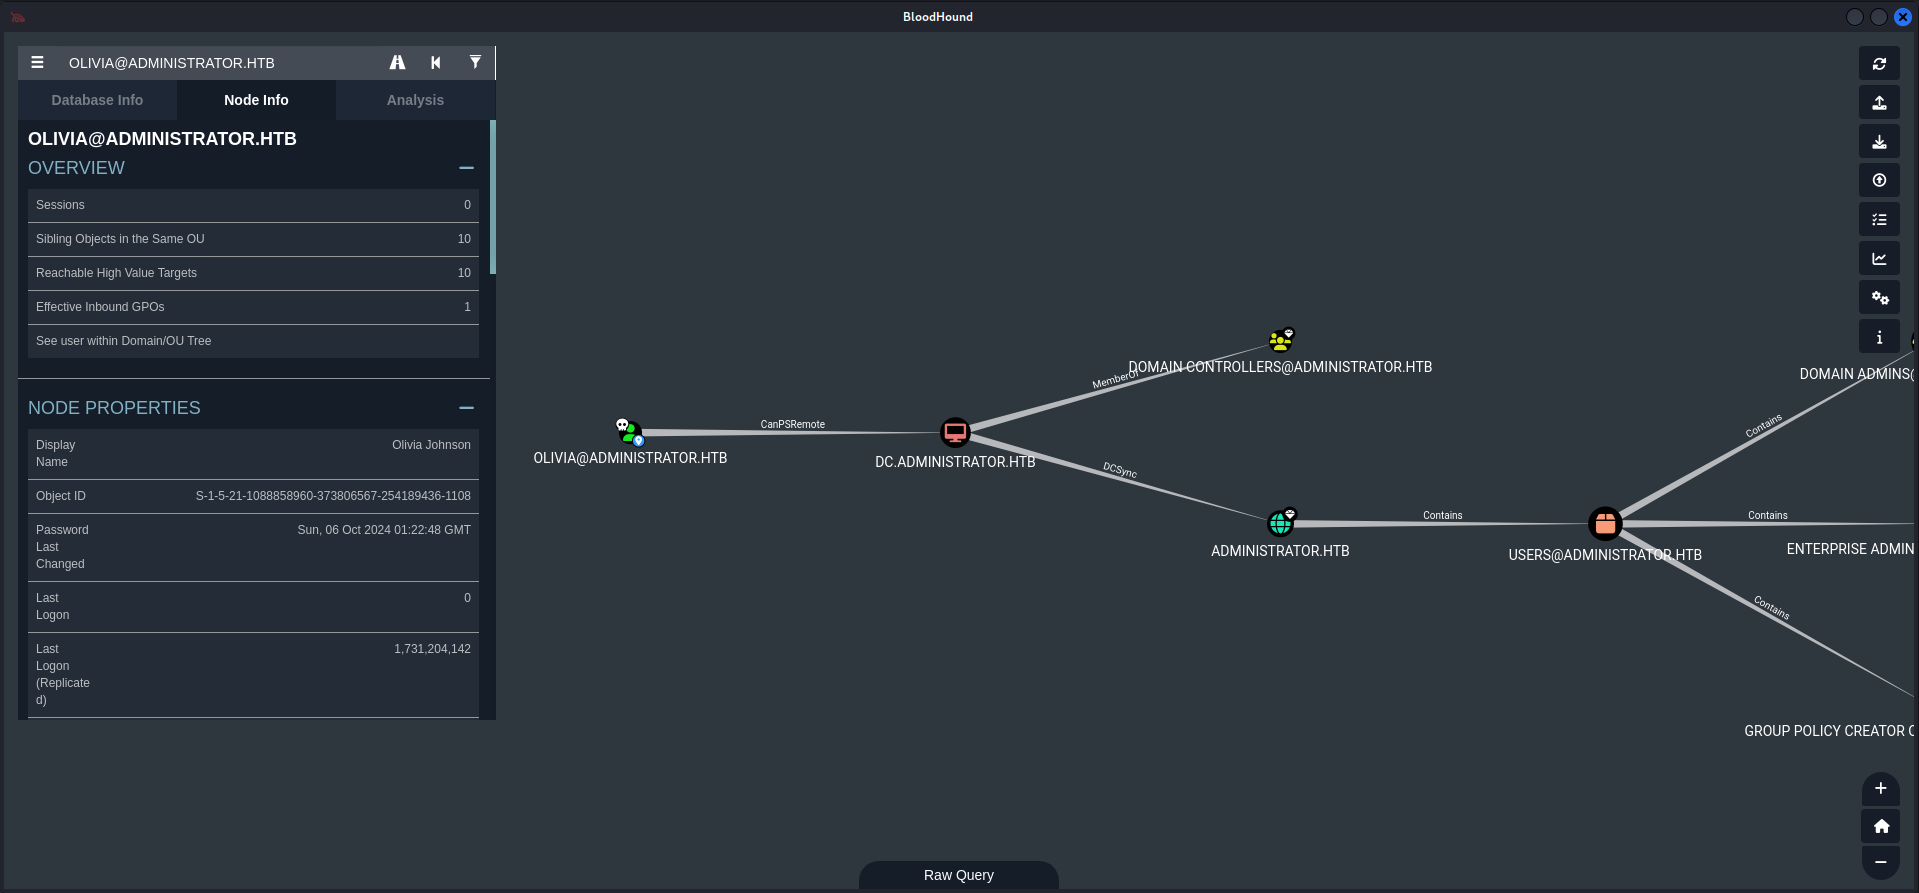 BloodHound
OLIVIA@ADMINISTRATOR.HTB
Database Info
Node Info
Analysis
OLIVIA@ADMINISTRATOR.HTB
OVERVIEW
Sessions 0
Sibling Objects in the Same OU 10
Reachable High Value Targets 10
Effective Inbound GPOs 1
See user within Domain/OU Tree
NODE PROPERTIES
Display Olivia Johnson
Name
Object ID S-1-5-21-1088858960-373806567-254189436-1108
Password Sun, 06 Oct 2024 01:22:48 GMT
Last
Changed
Last 0
Logon
Last 1,731,204,142
Logon
(Replicate
d)
OLIVIA@ADMINISTRATOR.HTB
CanPSRemote
DC.ADMINISTRATOR.HTB
MemberOf
DOMAIN CONTROLLERS@ADMINISTRATOR.HTB
DCSync
ADMINISTRATOR.HTB
Contains
USERS@ADMINISTRATOR.HTB
Contains
DOMAIN ADMINS@
Contains
ENTERPRISE ADMIN
Contains
GROUP POLICY CREATOR
Raw Query